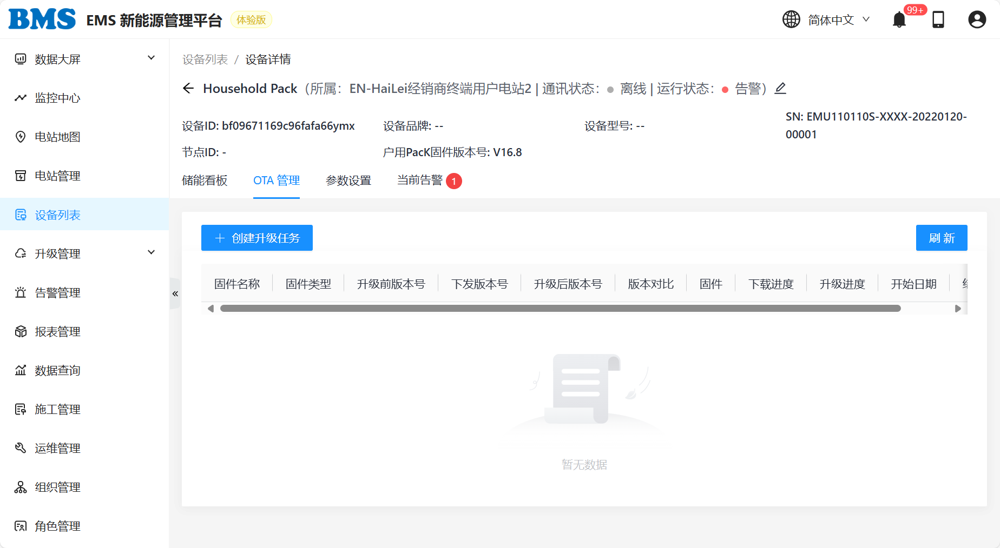 BMS EMS 新能源管理平台 体验版 简体中文 99+
数据大屏
监控中心
电站地图
电站管理
设备列表
升级管理
告警管理
报表管理
数据查询
施工管理
运维管理
组织管理
角色管理
«
设备列表 / 设备详情
Household Pack（所属：EN-HaiLei经销商终端用户电站2 | 通讯状态： 离线 | 运行状态： 告警）
设备ID: bf09671169c96fafa66ymx 设备品牌: -- 设备型号: -- SN: EMU110110S-XXXX-20220120-
00001
节点ID: - 户用PacK固件版本号: V16.8
储能看板 OTA 管理 参数设置 当前告警 1
创建升级任务 刷 新
固件名称 固件类型 升级前版本号 下发版本号 升级后版本号 版本对比 固件 下载进度 升级进度 开始日期
暂无数据